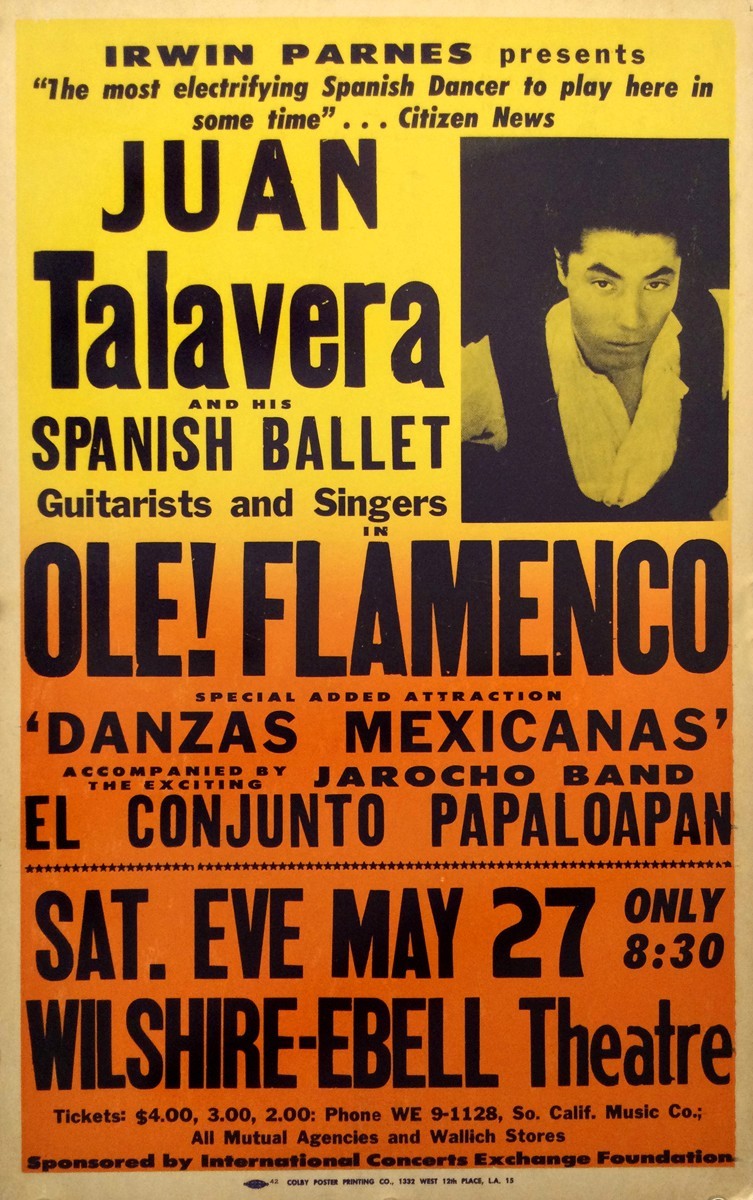 IRWIN PARNES presents
"The most electrifying Spanish Dancer to play here in
some time" . . . Citizen News
JUAN
Talavera
AND HIS
SPANISH BALLET
Guitarists and Singers
IN
OLE! FLAMENCO
SPECIAL ADDED ATTRACTION
'DANZAS MEXICANAS'
ACCOMPANIED BY
THE EXCITING JAROCHO BAND
EL CONJUNTO PAPALOAPAN
SAT. EVE MAY 27 ONLY
8:30
WILSHIRE-EBELL Theatre
Tickets: $4.00, 3.00, 2.00: Phone WE 9-1128, So. Calif. Music Co.;
All Mutual Agencies and Wallich Stores
Sponsored by International Concerts Exchange Foundation
COLBY POSTER PRINTING CO., 1332 WEST 12th PLACE, L.A. 15